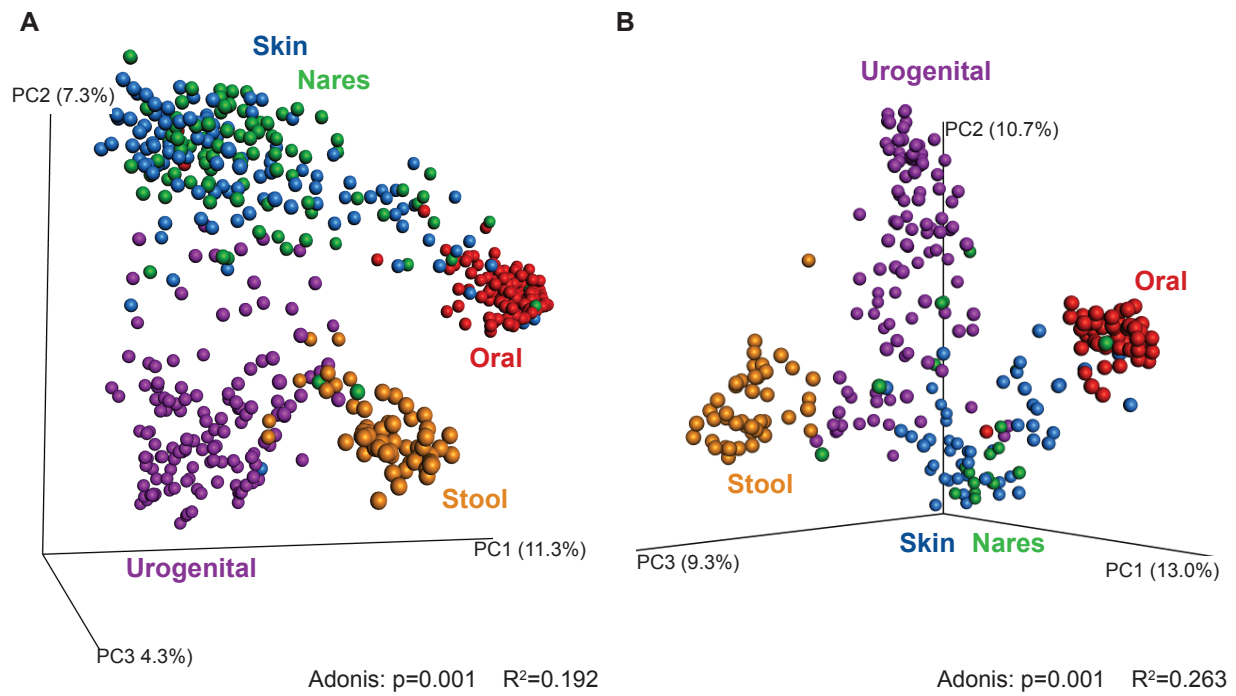 A
Skin
Nares
PC2 (7.3%)
Oral
Stool
PC1 (11.3%)
Urogenital
PC3 4.3%)
Adonis: p=0.001 R²=0.192
B
Urogenital
PC2 (10.7%)
Oral
Stool
Skin Nares
PC3 (9.3%)
PC1 (13.0%)
Adonis: p=0.001 R²=0.263